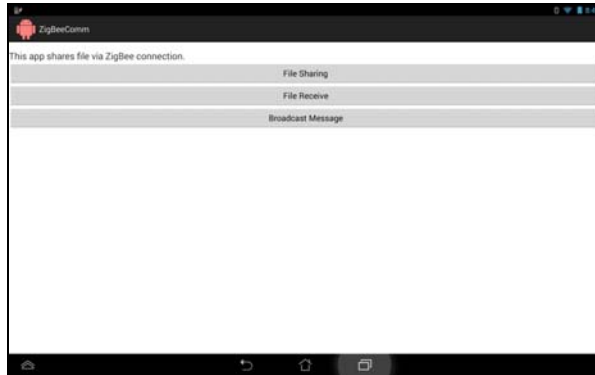 ZigBeeComm
This app shares file via ZigBee connection.
File Sharing
File Receive
Broadcast Message